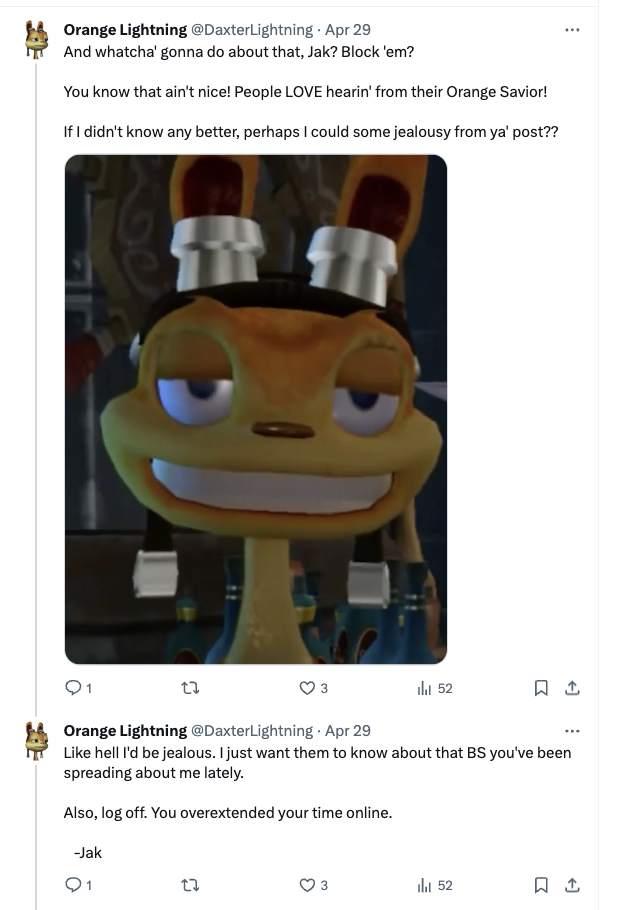 Orange Lightning @DaxterLightning · Apr 29
And whatcha' gonna do about that, Jak? Block 'em?
You know that ain't nice! People LOVE hearin' from their Orange Savior!
If I didn't know any better, perhaps I could some jealousy from ya' post??
1 3 52
Orange Lightning @DaxterLightning · Apr 29
Like hell I'd be jealous. I just want them to know about that BS you've been
spreading about me lately.
Also, log off. You overextended your time online.
-Jak
1 3 52